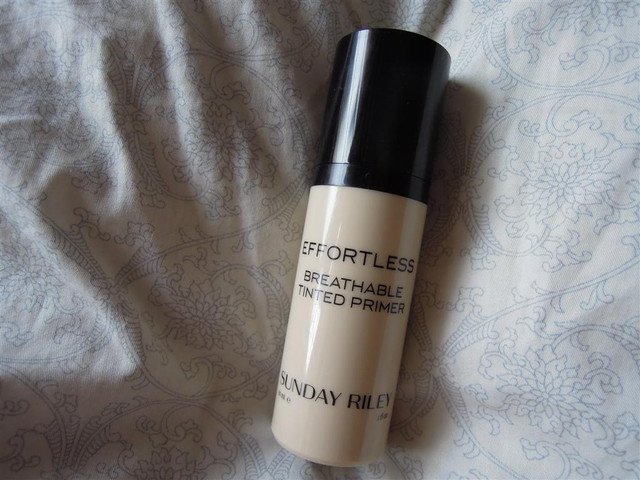 EFFORTLESS
BREATHABLE
TINTED PRIMER
SUNDAY RILEY